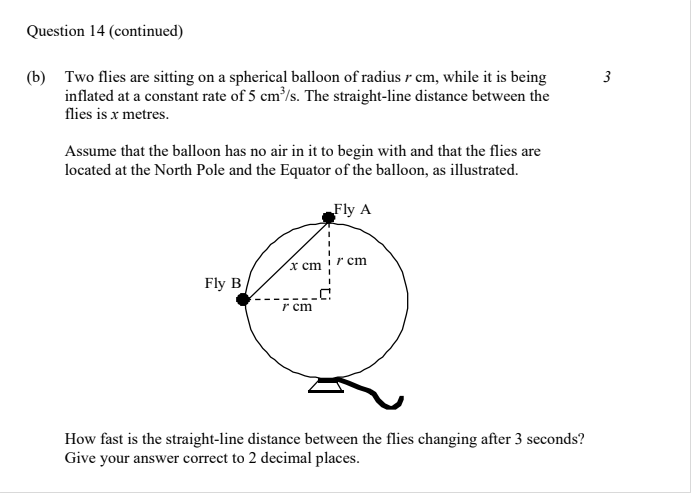 Question 14 (continued)
(b) Two flies are sitting on a spherical balloon of radius r cm, while it is being 3
inflated at a constant rate of 5 cm³/s. The straight-line distance between the
flies is x metres.
Assume that the balloon has no air in it to begin with and that the flies are
located at the North Pole and the Equator of the balloon, as illustrated.
Fly A
x cm
r cm
Fly B
r cm
How fast is the straight-line distance between the flies changing after 3 seconds?
Give your answer correct to 2 decimal places.